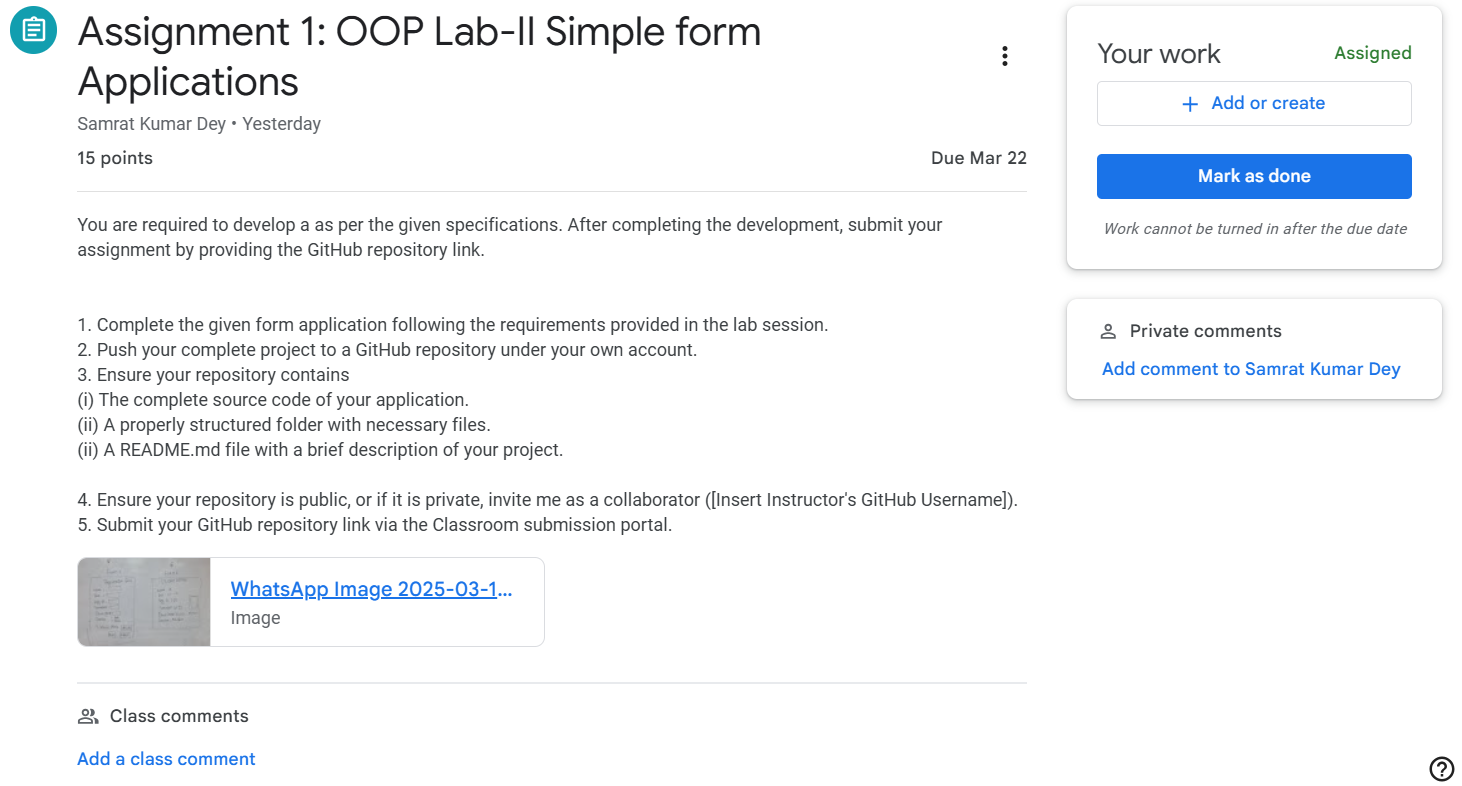 Assignment 1: OOP Lab-II Simple form
Applications
Samrat Kumar Dey • Yesterday
15 points
Due Mar 22
You are required to develop a as per the given specifications. After completing the development, submit your
assignment by providing the GitHub repository link.
1. Complete the given form application following the requirements provided in the lab session.
2. Push your complete project to a GitHub repository under your own account.
3. Ensure your repository contains
(i) The complete source code of your application.
(ii) A properly structured folder with necessary files.
(ii) A README.md file with a brief description of your project.
4. Ensure your repository is public, or if it is private, invite me as a collaborator ([Insert Instructor's GitHub Username]).
5. Submit your GitHub repository link via the Classroom submission portal.
WhatsApp Image 2025-03-1...
Image
Class comments
Add a class comment
Your work
Assigned
+ Add or create
Mark as done
Work cannot be turned in after the due date
Private comments
Add comment to Samrat Kumar Dey